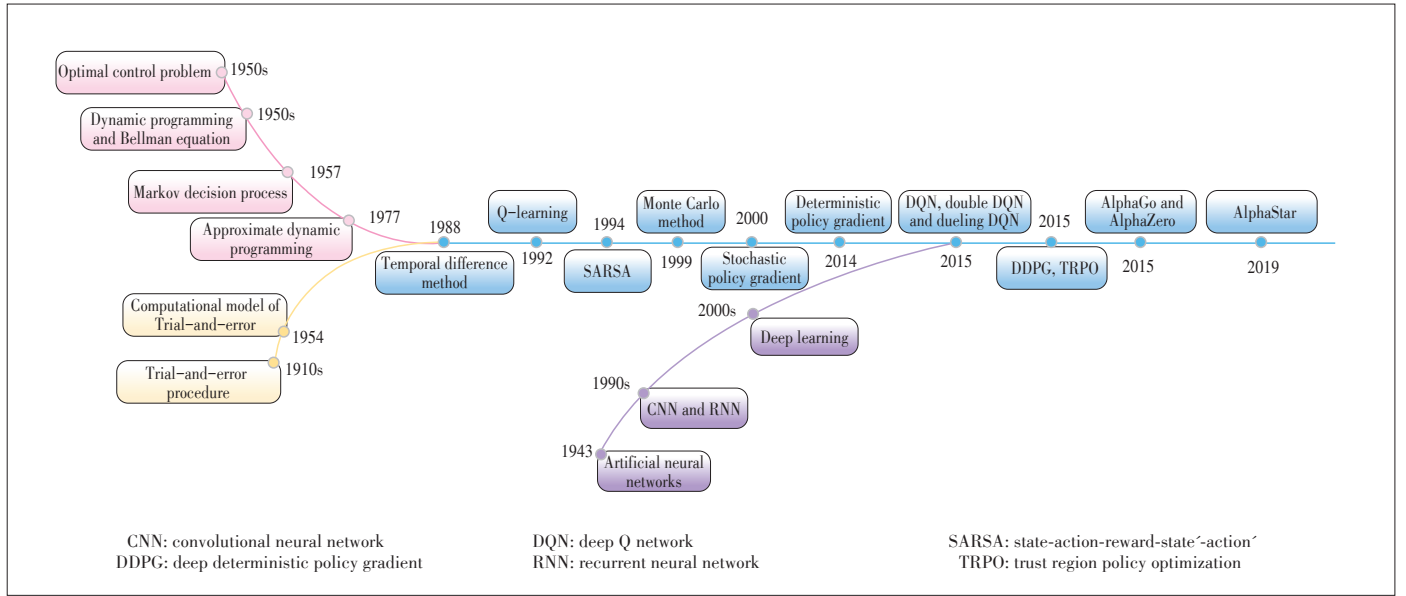 Optimal control problem
1950s
Dynamic programming
and Bellman equation
1950s
Markov decision process
1957
Approximate dynamic
programming
1977
Computational model of
Trial-and-error
1954
Trial-and-error
procedure
1910s
1988
Temporal difference
method
Q-learning
1992
1994
SARSA
Monte Carlo
method
1999
2000
Stochastic
policy gradient
Deterministic
policy gradient
2014
DQN, double DQN
and dueling DQN
2015
2015
DDPG, TRPO
AlphaGo and
AlphaZero
2015
AlphaStar
2019
2000s
Deep learning
1990s
CNN and RNN
1943
Artificial neural
networks
CNN: convolutional neural network
DDPG: deep deterministic policy gradient
DQN: deep Q network
RNN: recurrent neural network
SARSA: state-action-reward-state´-action´
TRPO: trust region policy optimization